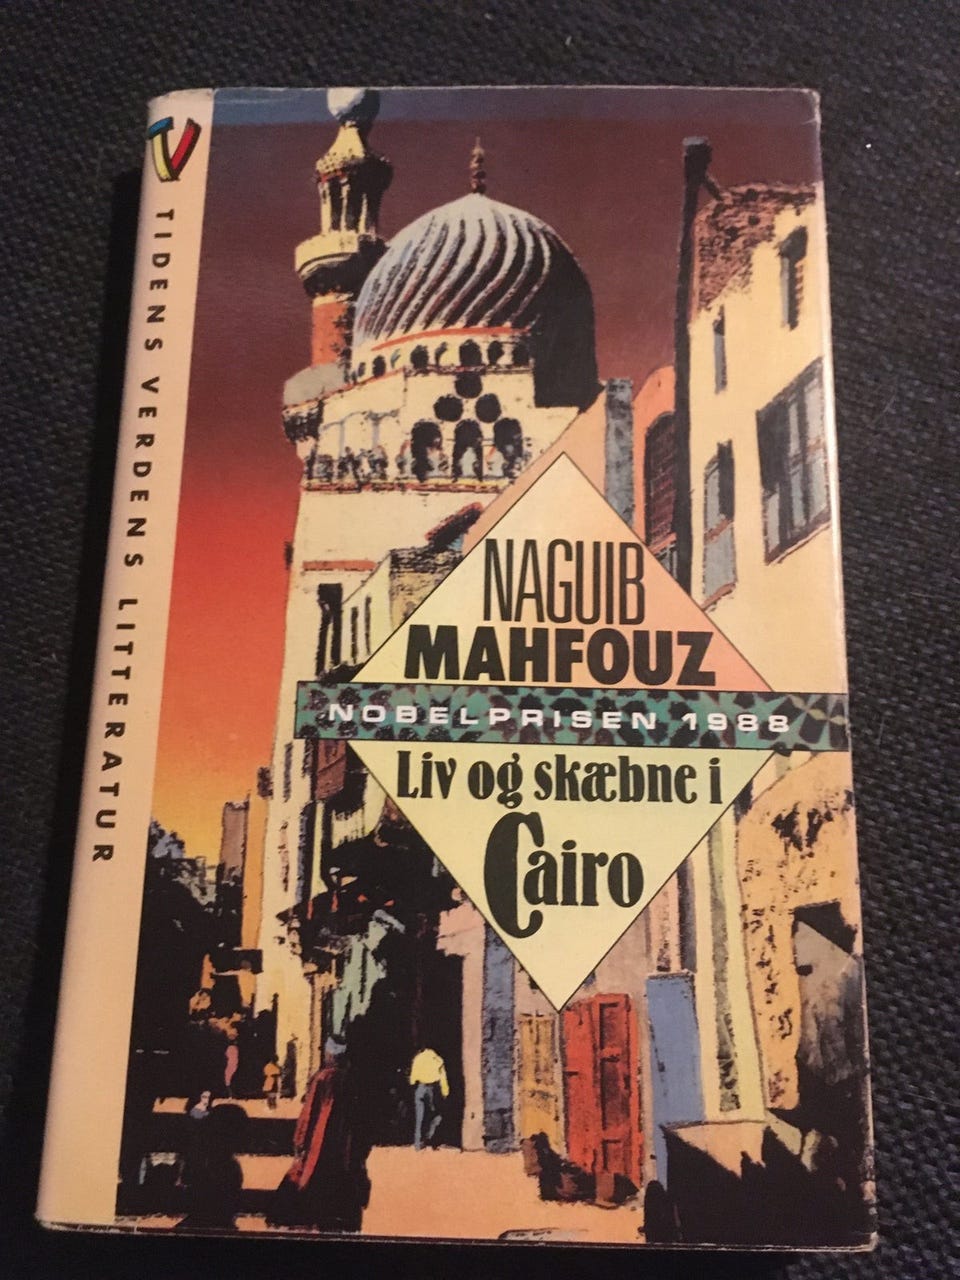 TIDENS VERDENS LITTERATUR
NAGUIB
MAHFOUZ
NOBELPRISEN 1988
Liv og skæbne i
Cairo